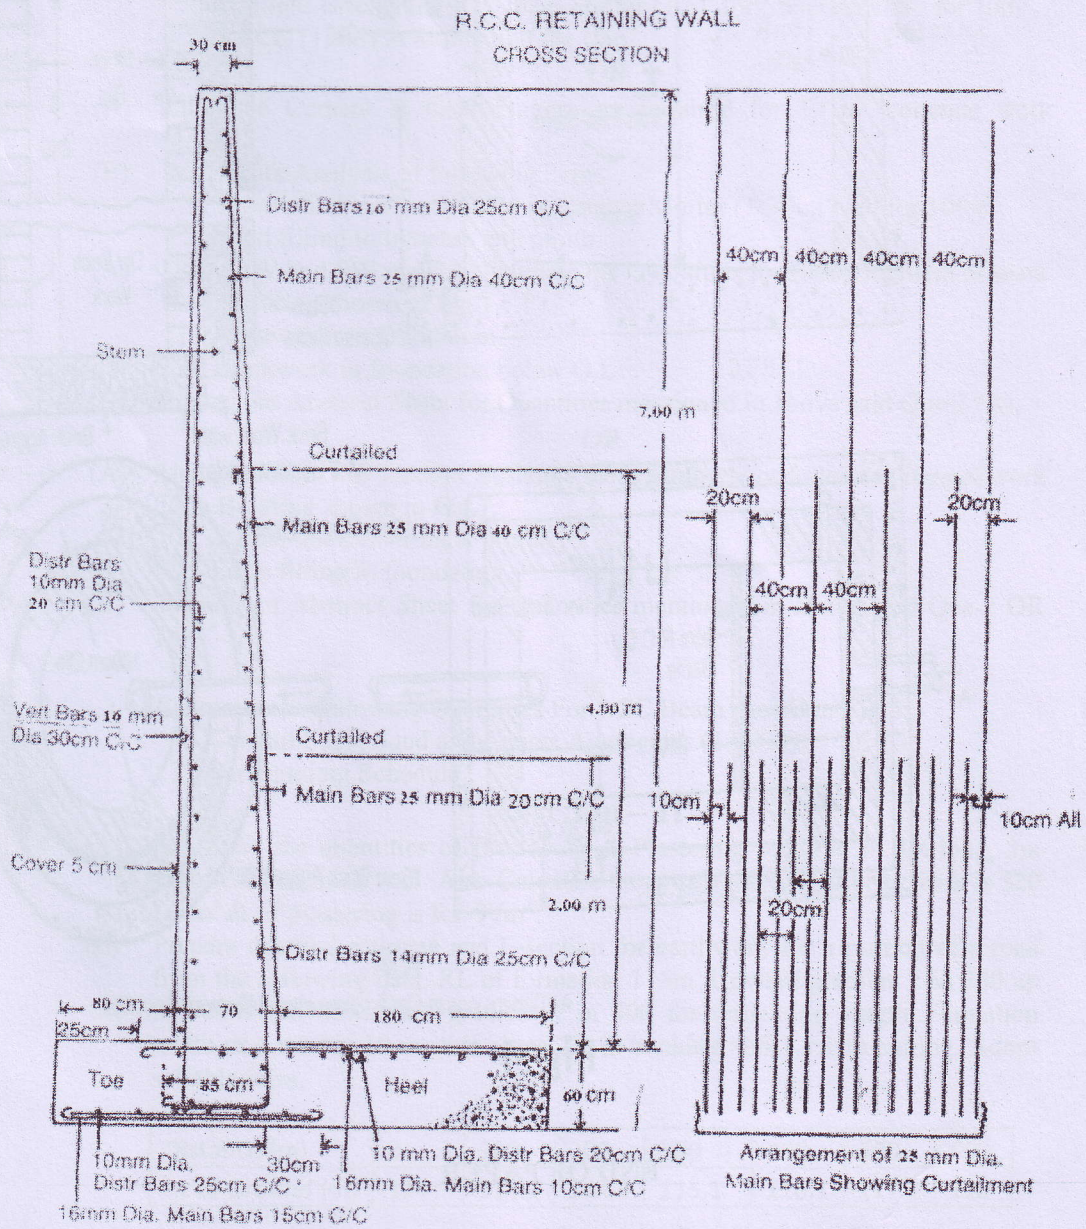 R.C.C. RETAINING WALL
CROSS SECTION
30 cm
Distr Bars 10 mm Dia 25cm C/C
Main Bars 25 mm Dia 40cm C/C
40cm 40cm 40cm 40cm
Stem
7.00 m
Curtailed
20cm
20cm
Main Bars 25 mm Dia 40 cm C/C
Distr Bars
10mm Dia
20 cm C/C
40cm 40cm
Vert Bars 16 mm
Dia 30cm C/C
4.00 m
Curtailed
Main Bars 25 mm Dia 20cm C/C
10cm
10cm All
Cover 5 cm
2.00 m
20cm
Distr Bars 14mm Dia 25cm C/C
80 cm
70
180 cm
25cm
Toe
85 cm
Heel
60 cm
10mm Dia.
Distr Bars 25cm C/C
30cm
10 mm Dia. Distr Bars 20cm C/C
16mm Dia. Main Bars 10cm C/C
16mm Dia. Main Bars 15cm C/C
Arrangement of 25 mm Dia.
Main Bars Showing Curtailment